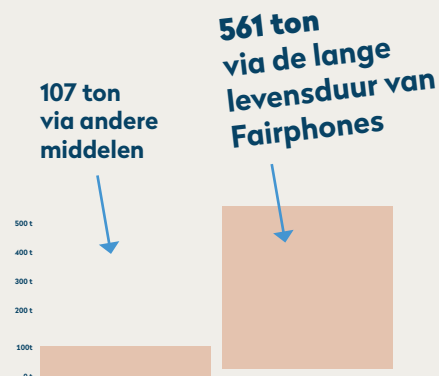 561 ton
via de lange
levensduur van
Fairphones
107 ton
via andere
middelen
500 t
400 t
300 t
200 t
100t
0 t